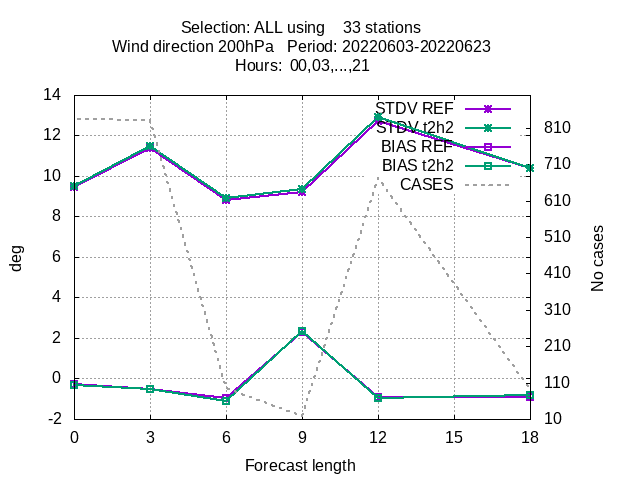 Selection: ALL using    33 stations
Wind direction 200hPa   Period: 20220603-20220623
Hours:  00,03,...,21
14
12
10
8
6
4
2
0
-2
deg
STDV REF
STDV t2h2
BIAS REF
BIAS t2h2
CASES
810
710
610
510
410
310
210
110
10
No cases
0 3 6 9 12 15 18
Forecast length